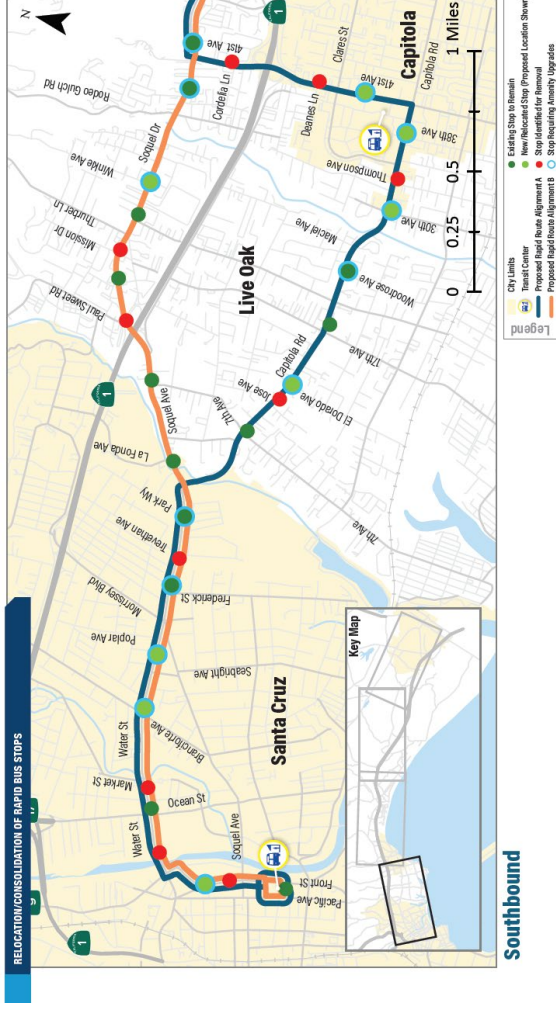 RELOCATION/CONSOLIDATION OF RAPID BUS STOPS
9
17
1
Water St
Market St
Ocean St
Water St
Branciforte Ave
Soquel Ave
Front St
Pacific Ave
Santa Cruz
Poplar Ave
Seabright Ave
Morrissey Blvd
Frederick St
Trevethan Ave
Park Wy
La Fonda Ave
1
Soquel Ave
7th Ave
7th Ave
Jose Ave
El Dorado Ave
Capitola Rd
17th Ave
Paul Sweet Rd
Mission Dr
Thurber Ln
Winkle Ave
Soquel Dr
Rodeo Gulch Rd
Live Oak
Maciel Ave
Woodrose Ave
30th Ave
Thompson Ave
38th Ave
Capitola Rd
41st Ave
Cordelia Ln
Deanes Ln
Clares St
41st Ave
Capitola
1
N
0
0.25
0.5
1 Miles
Key Map
Southbound
Legend
City Limits
Transit Center
Proposed Rapid Route Alignment A
Proposed Rapid Route Alignment B
Existing Stop to Remain
New/Relocated Stop (Proposed Location Shown
Stop Identified for Removal
Stop Requiring Amenity Upgrades